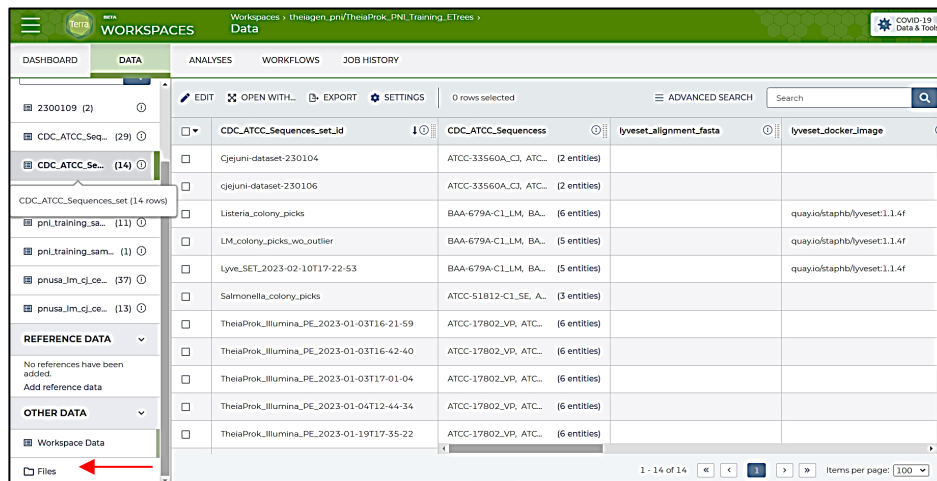 Terra
BETA
WORKSPACES
Workspaces › theiagen_pni/TheiaProk_PNI_Training_ETrees ›
Data
COVID-19
Data & Tools
DASHBOARD DATA ANALYSES WORKFLOWS JOB HISTORY
EDIT OPEN WITH... EXPORT SETTINGS 0 rows selected ADVANCED SEARCH Search
2300109 (2)
CDC_ATCC_Seq... (29)
CDC_ATCC_Se... (14)
CDC_ATCC_Sequences_set (14 rows)
pni_training_sa... (11)
pni_training_sam... (1)
pnusa_lm_cj_ce... (37)
pnusa_lm_cj_ce... (13)
REFERENCE DATA
No references have been
added.
Add reference data
OTHER DATA
Workspace Data
Files
CDC_ATCC_Sequences_set_id CDC_ATCC_Sequencess lyveset_alignment_fasta lyveset_docker_image
Cjejuni-dataset-230104 ATCC-33560A_CJ, ATC... (2 entities)
cjejuni-dataset-230106 ATCC-33560A_CJ, ATC... (2 entities)
Listeria_colony_picks BAA-679A-C1_LM, BA... (6 entities) quay.io/staphb/lyveset:1.1.4f
LM_colony_picks_wo_outlier BAA-679A-C1_LM, BA... (5 entities) quay.io/staphb/lyveset:1.1.4f
Lyve_SET_2023-02-10T17-22-53 BAA-679A-C1_LM, BA... (5 entities) quay.io/staphb/lyveset:1.1.4f
Salmonella_colony_picks ATCC-51812-C1_SE, A... (3 entities)
TheiaProk_Illumina_PE_2023-01-03T16-21-59 ATCC-17802_VP, ATC... (6 entities)
TheiaProk_Illumina_PE_2023-01-03T16-42-40 ATCC-17802_VP, ATC... (6 entities)
TheiaProk_Illumina_PE_2023-01-03T17-01-04 ATCC-17802_VP, ATC... (6 entities)
TheiaProk_Illumina_PE_2023-01-04T12-44-34 ATCC-17802_VP, ATC... (6 entities)
TheiaProk_Illumina_PE_2023-01-19T17-35-22 ATCC-17802_VP, ATC... (6 entities)
1 - 14 of 14 « ‹ 1 › » Items per page: 100